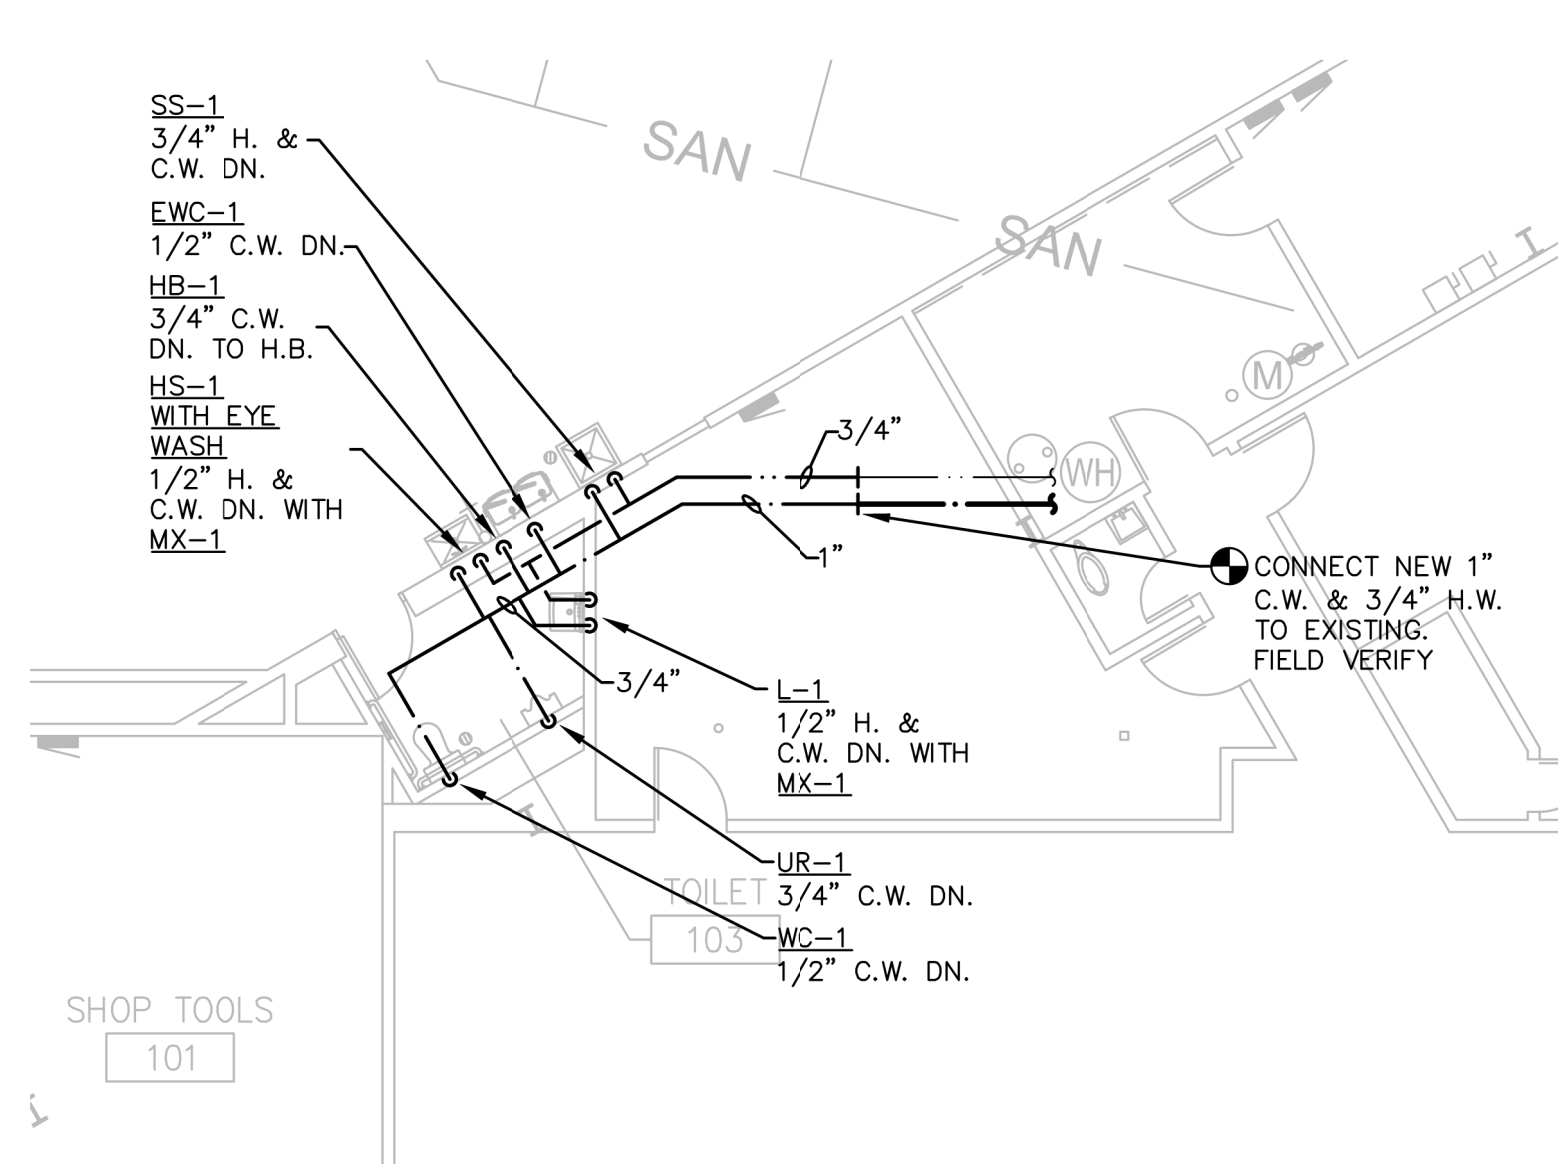 SS-1
3/4" H. &
C.W. DN.
EWC-1
1/2" C.W. DN.
HB-1
3/4" C.W.
DN. TO H.B.
HS-1
WITH EYE
WASH
1/2" H. &
C.W. DN. WITH
MX-1
SAN
SAN
M
WH
3/4"
1"
CONNECT NEW 1"
C.W. & 3/4" H.W.
TO EXISTING.
FIELD VERIFY
3/4"
L-1
1/2" H. &
C.W. DN. WITH
MX-1
UR-1
3/4" C.W. DN.
WC-1
1/2" C.W. DN.
TOILET
103
SHOP TOOLS
101